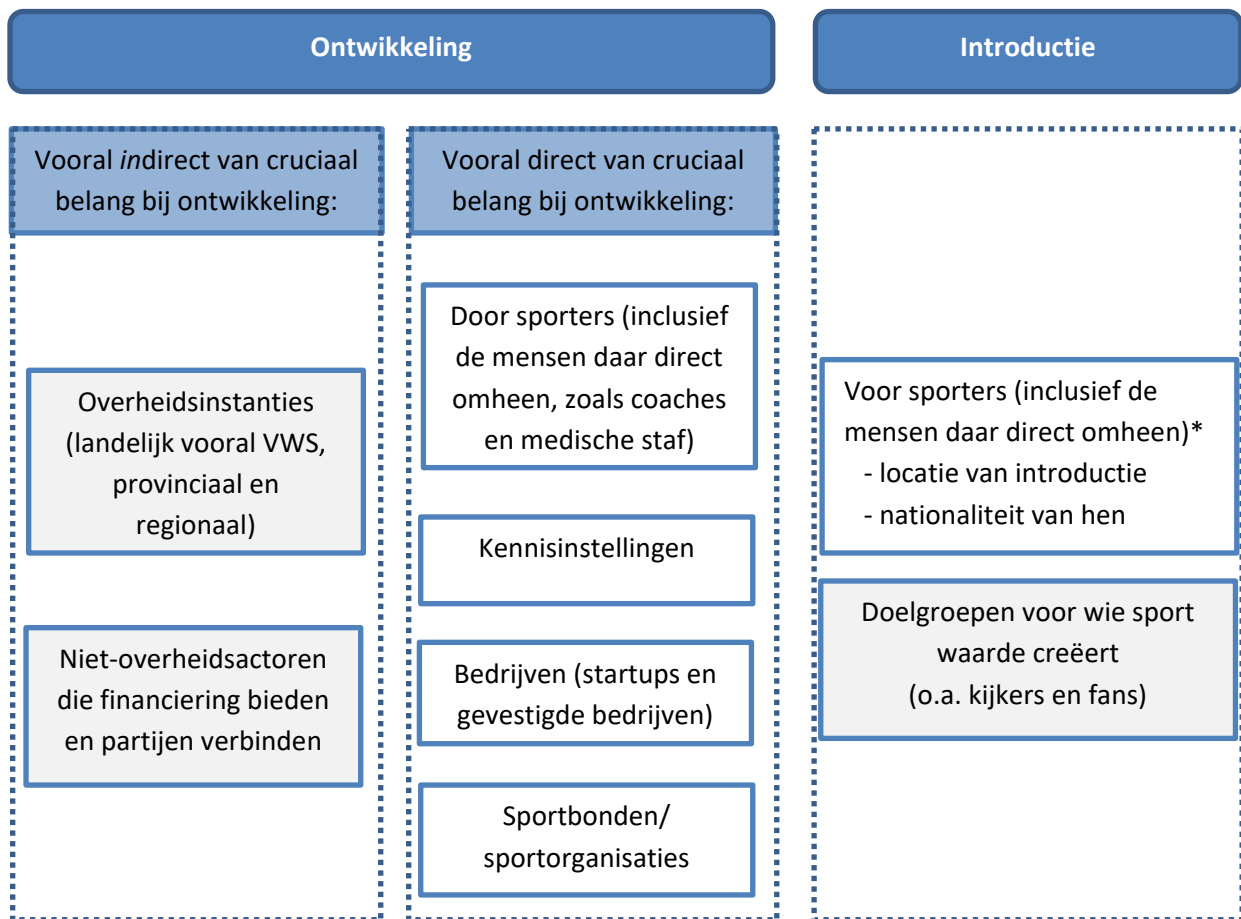 Ontwikkeling
Introductie
Vooral indirect van cruciaal
belang bij ontwikkeling:
Overheidsinstanties
(landelijk vooral VWS,
provinciaal en
regionaal)
Niet-overheidsactoren
die financiering bieden
en partijen verbinden
Vooral direct van cruciaal
belang bij ontwikkeling:
Door sporters (inclusief
de mensen daar direct
omheen, zoals coaches
en medische staf)
Kennisinstellingen
Bedrijven (startups en
gevestigde bedrijven)
Sportbonden/
sportorganisaties
Voor sporters (inclusief de
mensen daar direct omheen)*
- locatie van introductie
- nationaliteit van hen
Doelgroepen voor wie sport
waarde creëert
(o.a. kijkers en fans)